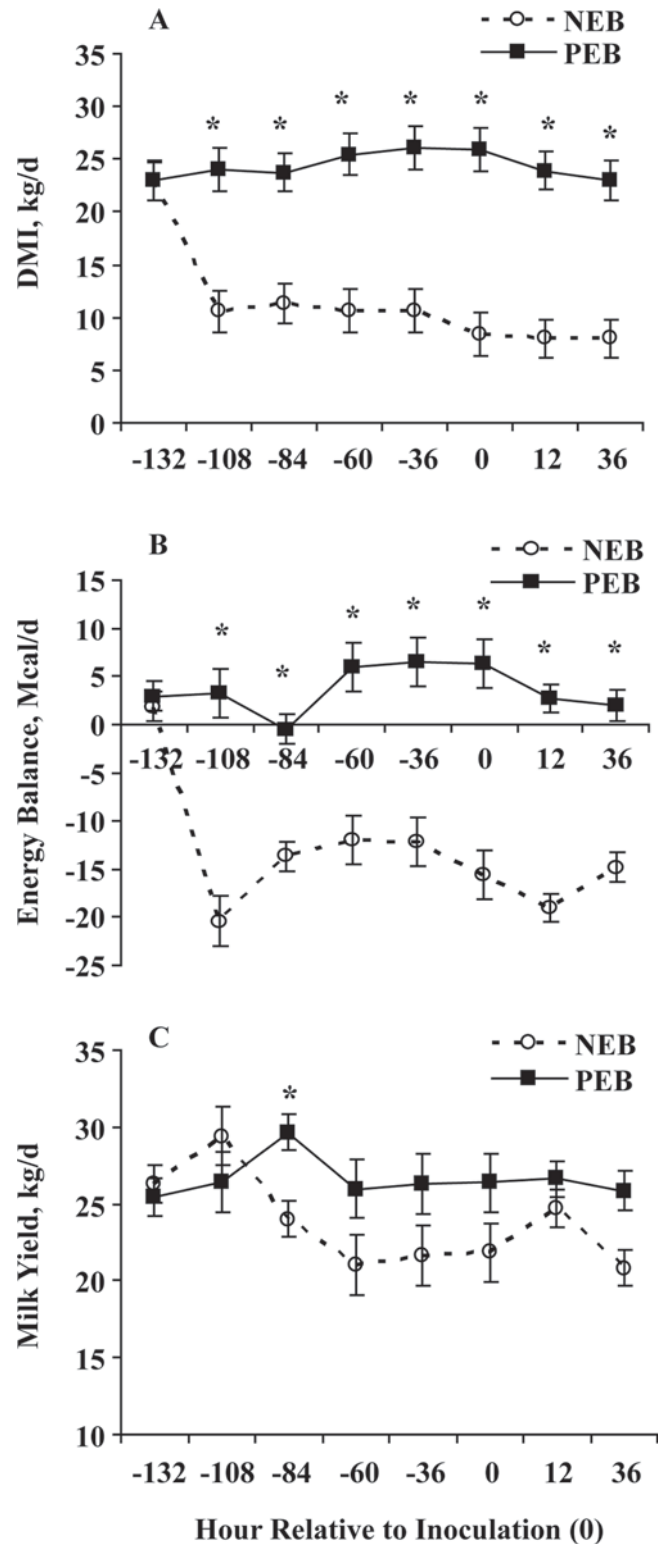 A
NEB
PEB
35
30
25
20
15
10
5
0
DMI, kg/d
* * * * * * *
-132 -108 -84 -60 -36 0 12 36
B
NEB
PEB
15
10
5
0
-5
-10
-15
-20
-25
Energy Balance, Mcal/d
* * * * * * *
-132 -108 -84 -60 -36 0 12 36
C
NEB
PEB
35
30
25
20
15
10
Milk Yield, kg/d
*
-132 -108 -84 -60 -36 0 12 36
Hour Relative to Inoculation (0)